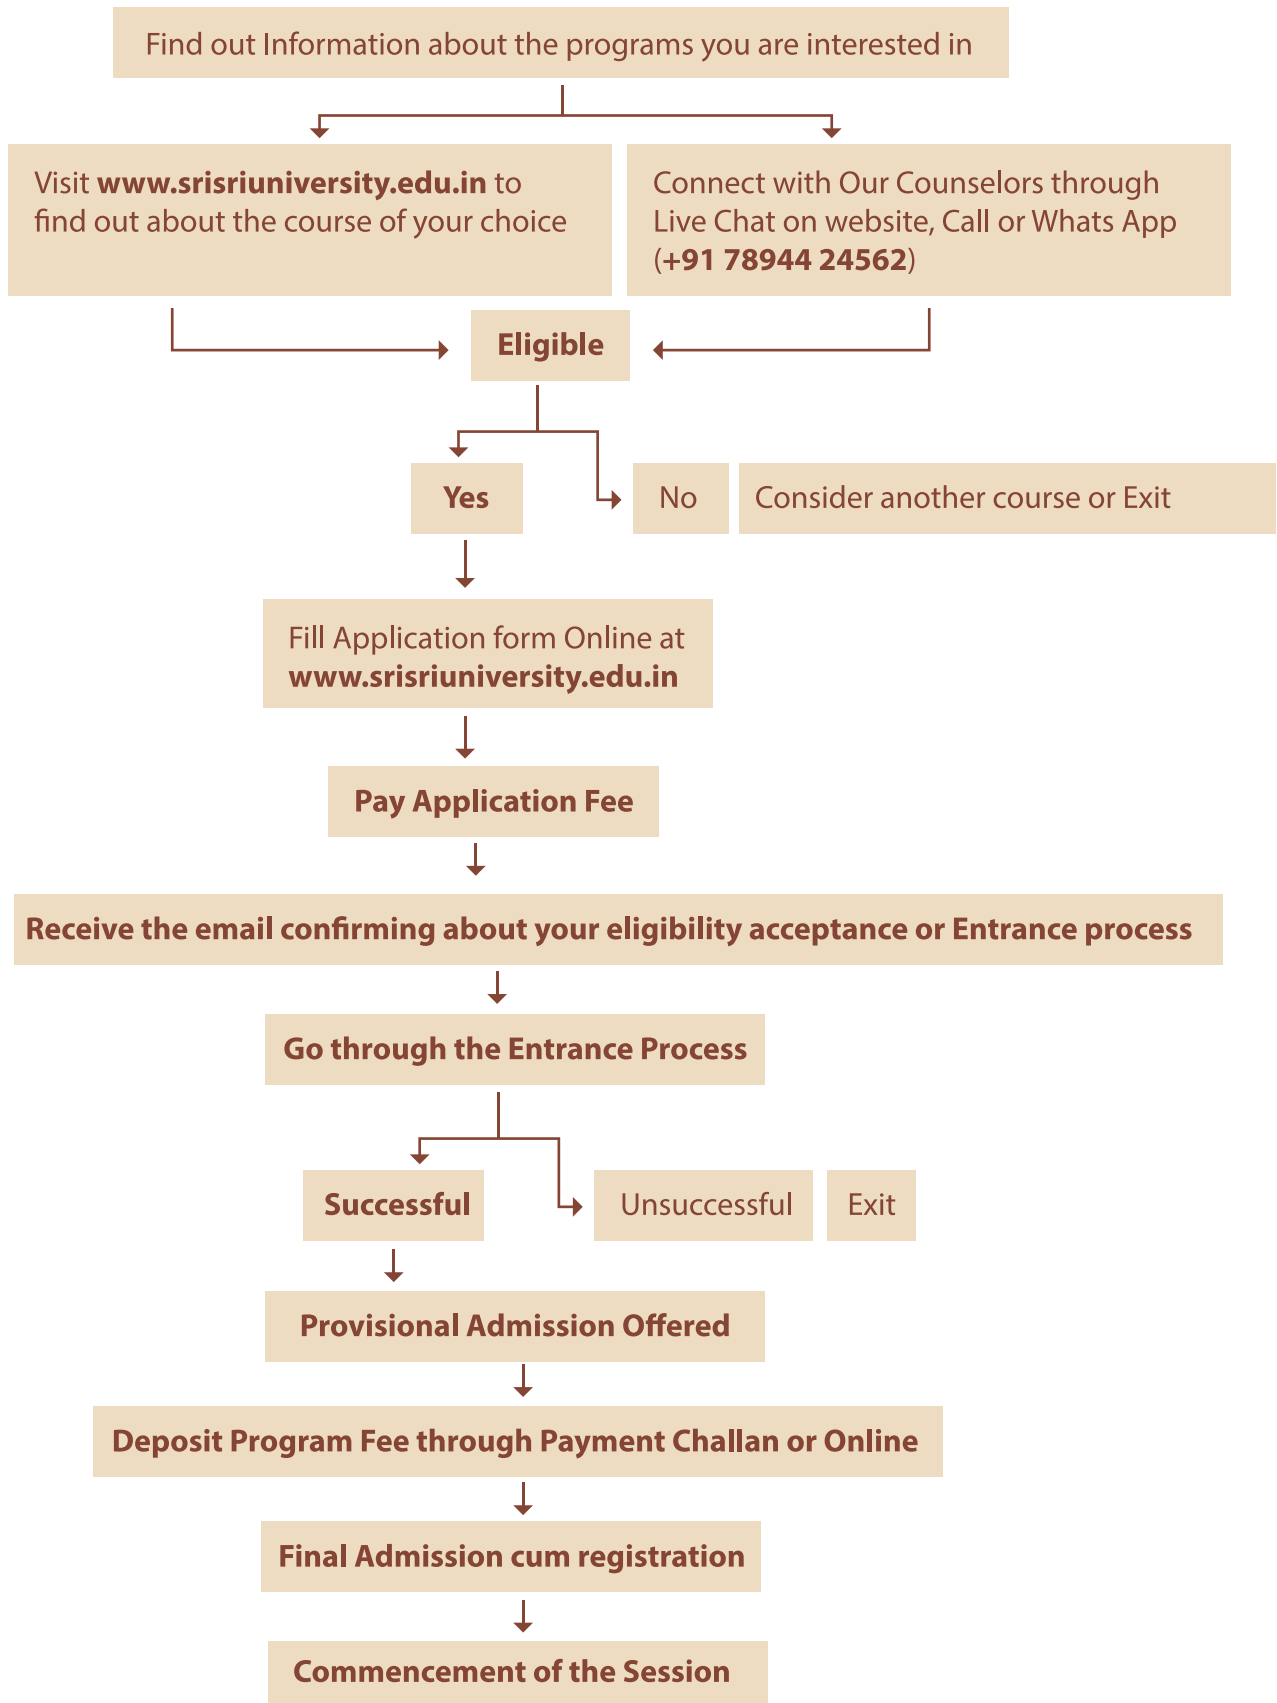 Find out Information about the programs you are interested in
Visit www.srisriuniversity.edu.in to
find out about the course of your choice
Connect with Our Counselors through
Live Chat on website, Call or Whats App
(+91 78944 24562)
Eligible
Yes
No
Consider another course or Exit
Fill Application form Online at
www.srisriuniversity.edu.in
Pay Application Fee
Receive the email confirming about your eligibility acceptance or Entrance process
Go through the Entrance Process
Successful
Unsuccessful
Exit
Provisional Admission Offered
Deposit Program Fee through Payment Challan or Online
Final Admission cum registration
Commencement of the Session